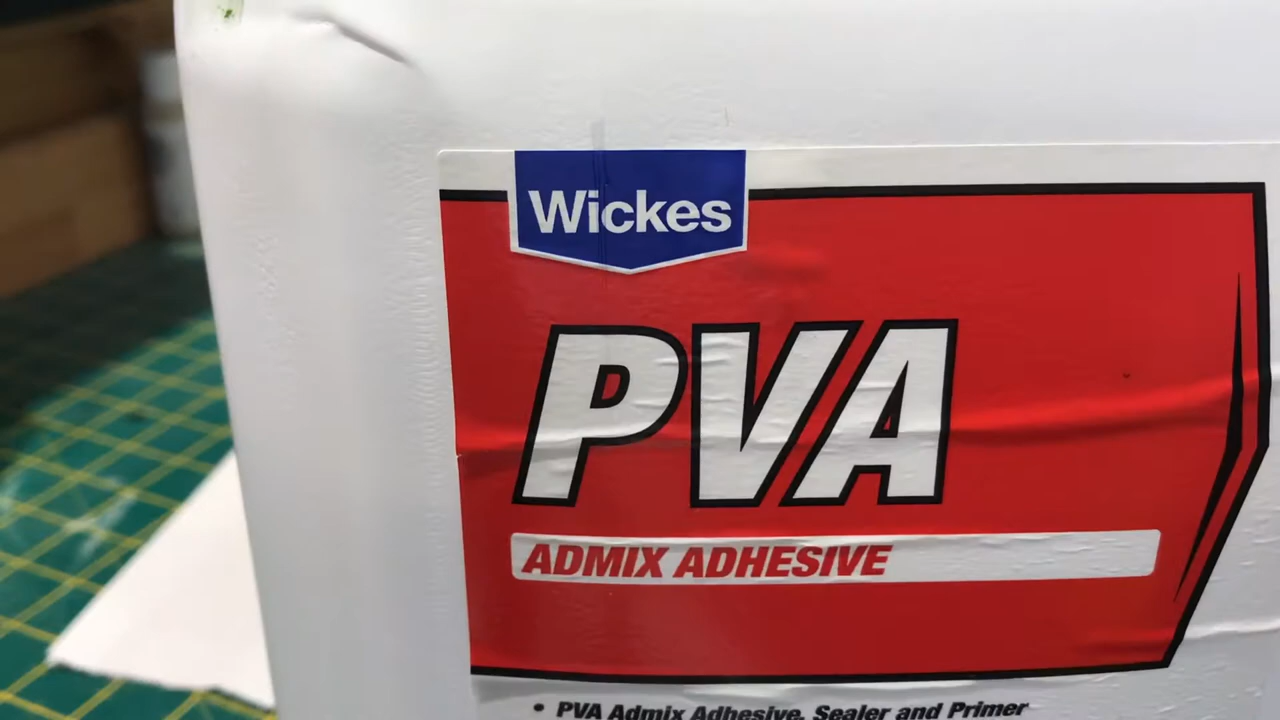 Wickes
PVA
ADMIX ADHESIVE
• PVA Admix Adhesive, Sealer and Primer